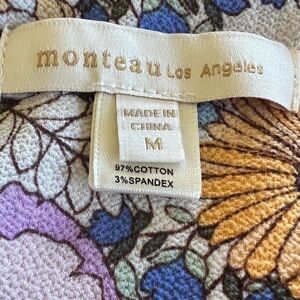 monteau Los Angeles
MADE IN
CHINA
M
97%COTTON
3%SPANDEX